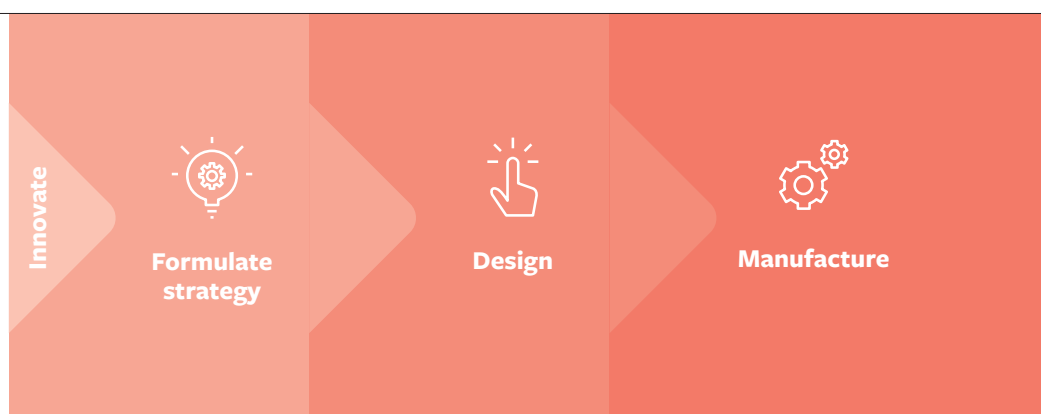 Innovate
Formulate
strategy
Design
Manufacture